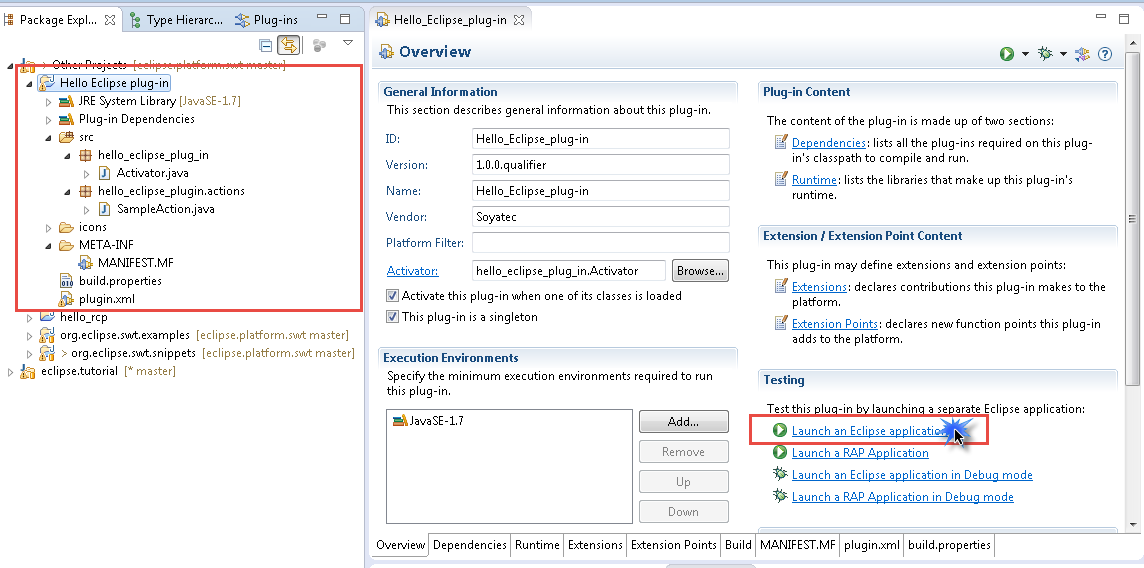 Package Expl...
Type Hierarc...
Plug-ins
> Other Projects [eclipse.platform.swt master]
Hello Eclipse plug-in
JRE System Library [JavaSE-1.7]
Plug-in Dependencies
src
hello_eclipse_plug_in
Activator.java
hello_eclipse_plugin.actions
SampleAction.java
icons
META-INF
MANIFEST.MF
build.properties
plugin.xml
hello_rcp
org.eclipse.swt.examples [eclipse.platform.swt master]
> org.eclipse.swt.snippets [eclipse.platform.swt master]
eclipse.tutorial [* master]
Hello_Eclipse_plug-in
Overview
General Information
This section describes general information about this plug-in.
ID: Hello_Eclipse_plug-in
Version: 1.0.0.qualifier
Name: Hello_Eclipse_plug-in
Vendor: Soyatec
Platform Filter:
Activator: hello_eclipse_plug_in.Activator Browse...
Activate this plug-in when one of its classes is loaded
This plug-in is a singleton
Execution Environments
Specify the minimum execution environments required to run
this plug-in.
JavaSE-1.7
Add...
Remove
Up
Down
Plug-in Content
The content of the plug-in is made up of two sections:
Dependencies: lists all the plug-ins required on this plug-
in's classpath to compile and run.
Runtime: lists the libraries that make up this plug-in's
runtime.
Extension / Extension Point Content
This plug-in may define extensions and extension points:
Extensions: declares contributions this plug-in makes to the
platform.
Extension Points: declares new function points this plug-in
adds to the platform.
Testing
Test this plug-in by launching a separate Eclipse application:
Launch an Eclipse application
Launch a RAP Application
Launch an Eclipse application in Debug mode
Launch a RAP Application in Debug mode
Overview Dependencies Runtime Extensions Extension Points Build MANIFEST.MF plugin.xml build.properties